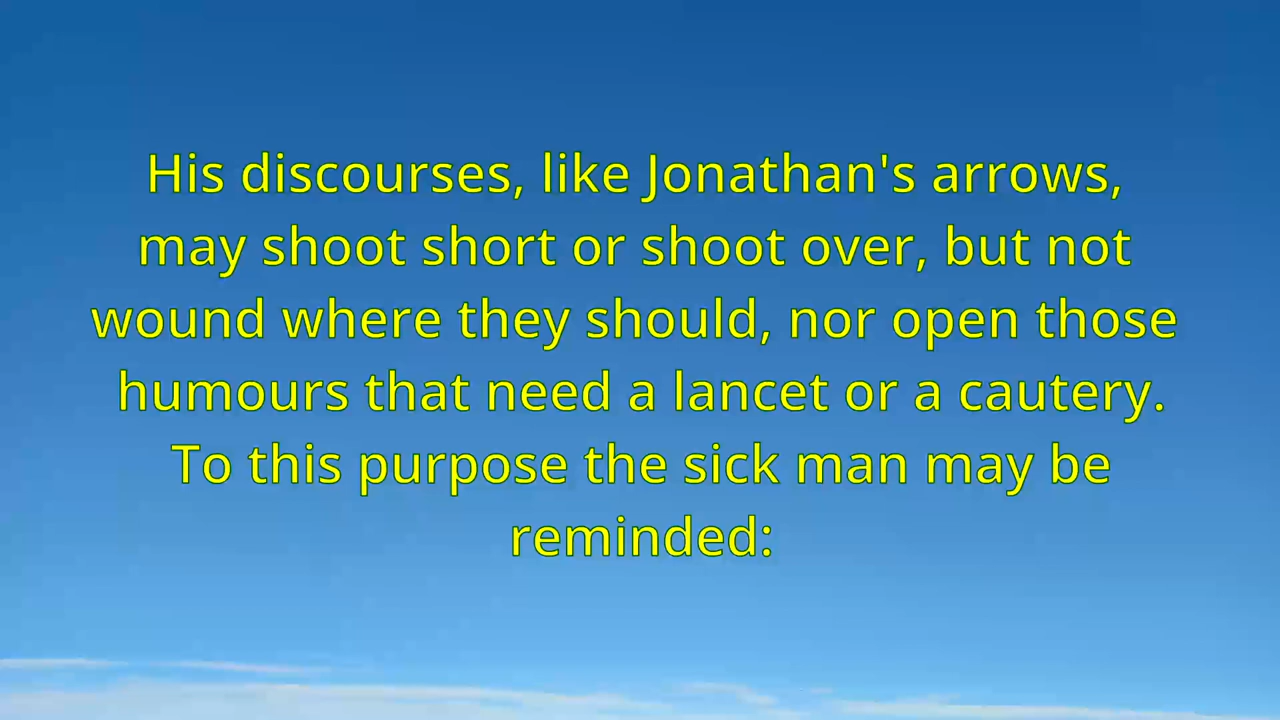 His discourses, like Jonathan's arrows,
may shoot short or shoot over, but not
wound where they should, nor open those
humours that need a lancet or a cautery.
To this purpose the sick man may be
reminded: